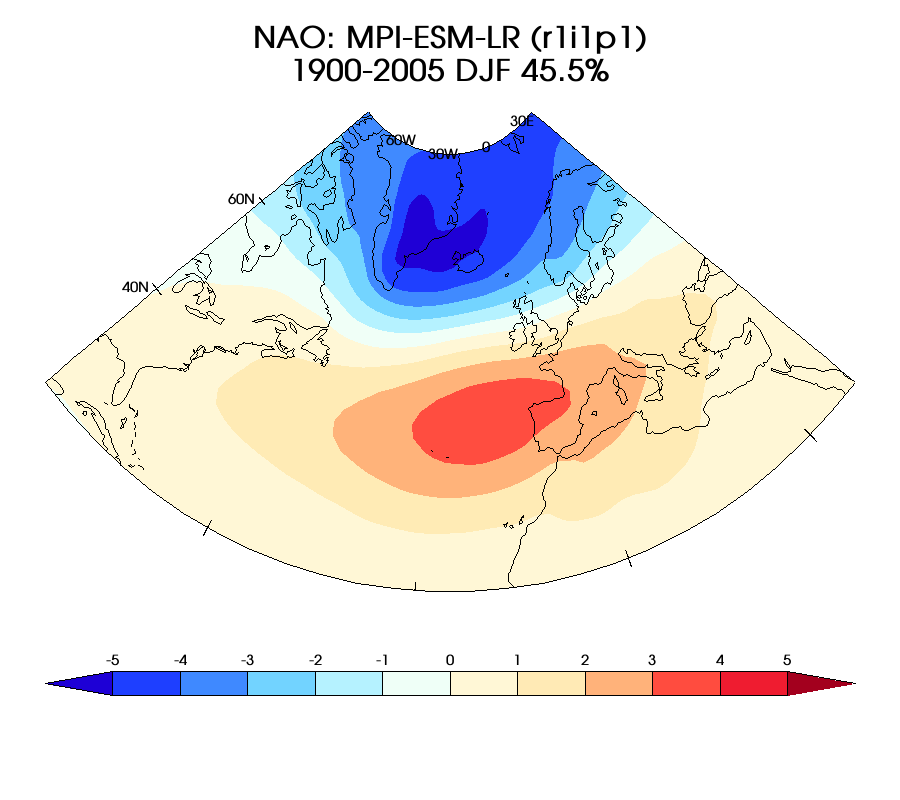 NAO: MPI-ESM-LR (r1i1p1)
1900-2005 DJF 45.5%
30E
60W
30W
0
60N
40N
-5 -4 -3 -2 -1 0 1 2 3 4 5